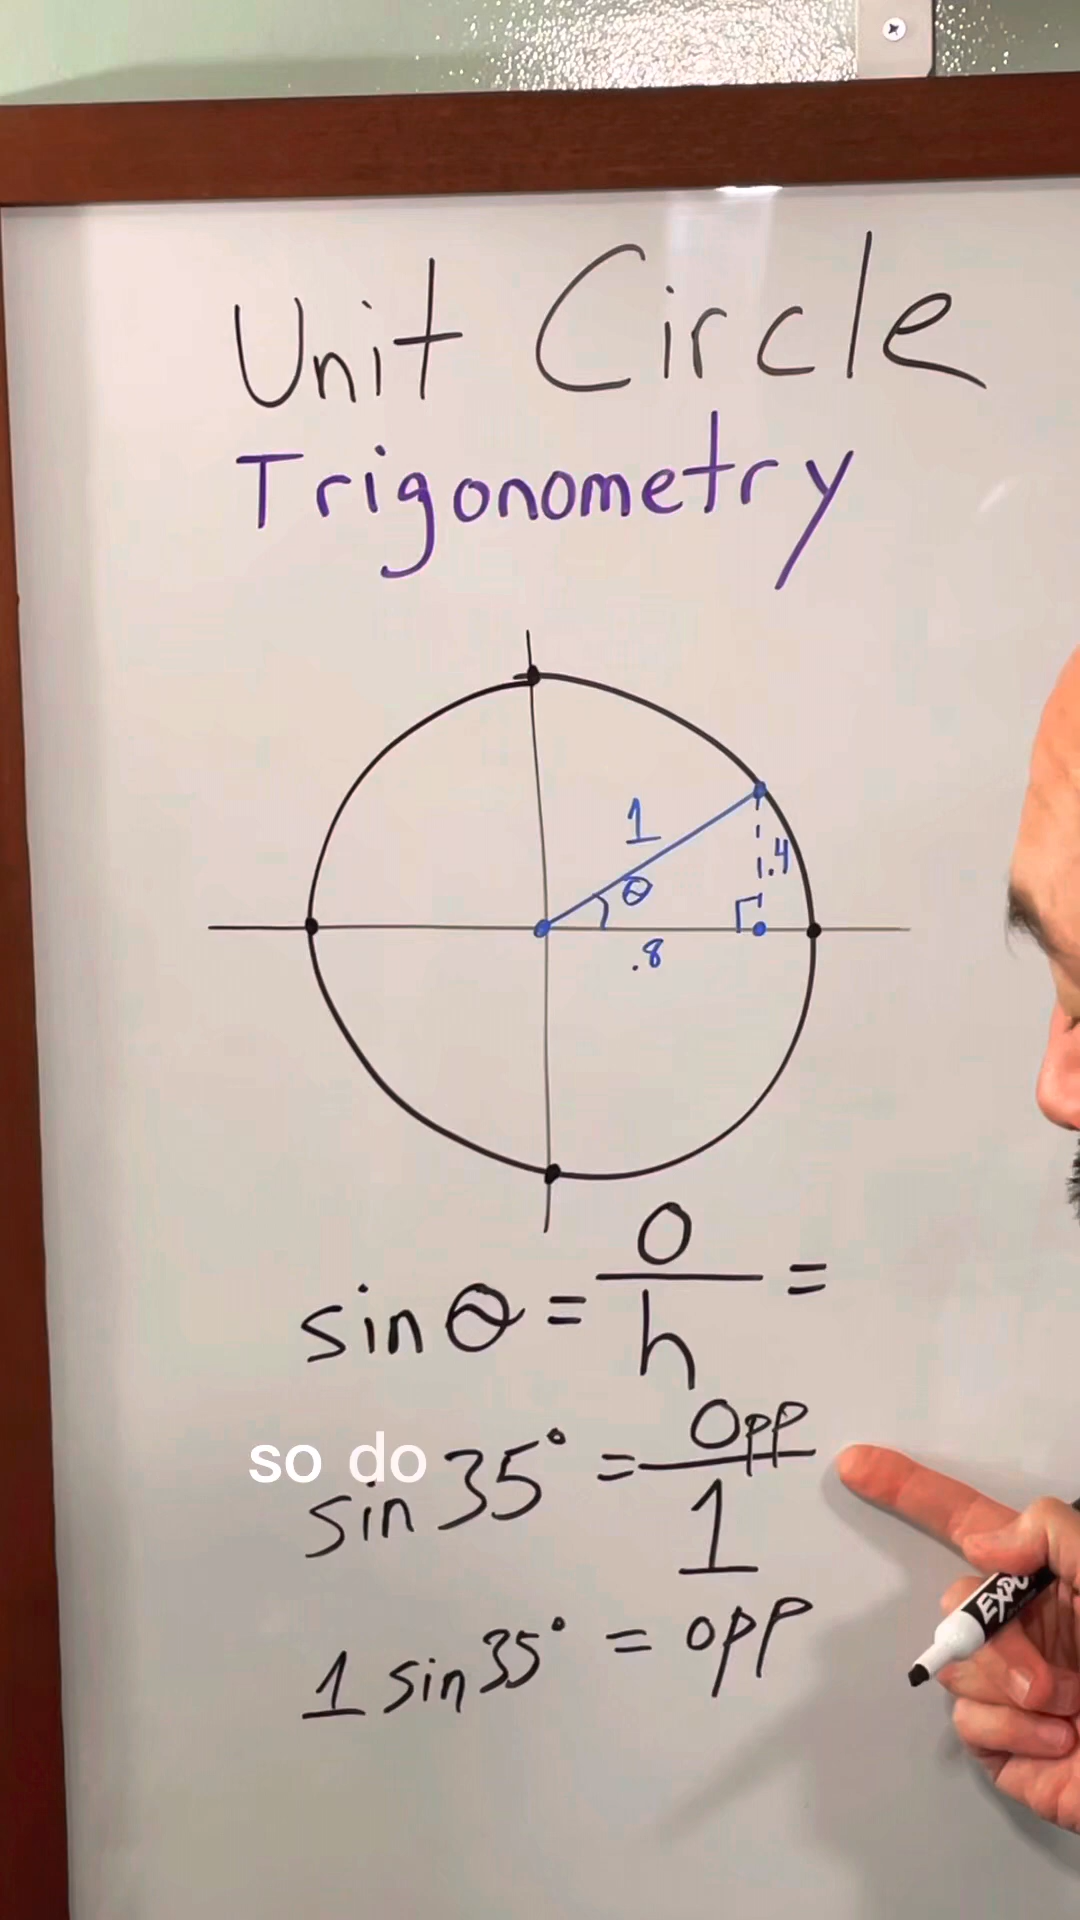 Unit Circle
Trigonometry
1
θ
.4
.8
sin θ = o/h =
sin 35° = opp/1
so do
1 sin 35° = opp
EXPO